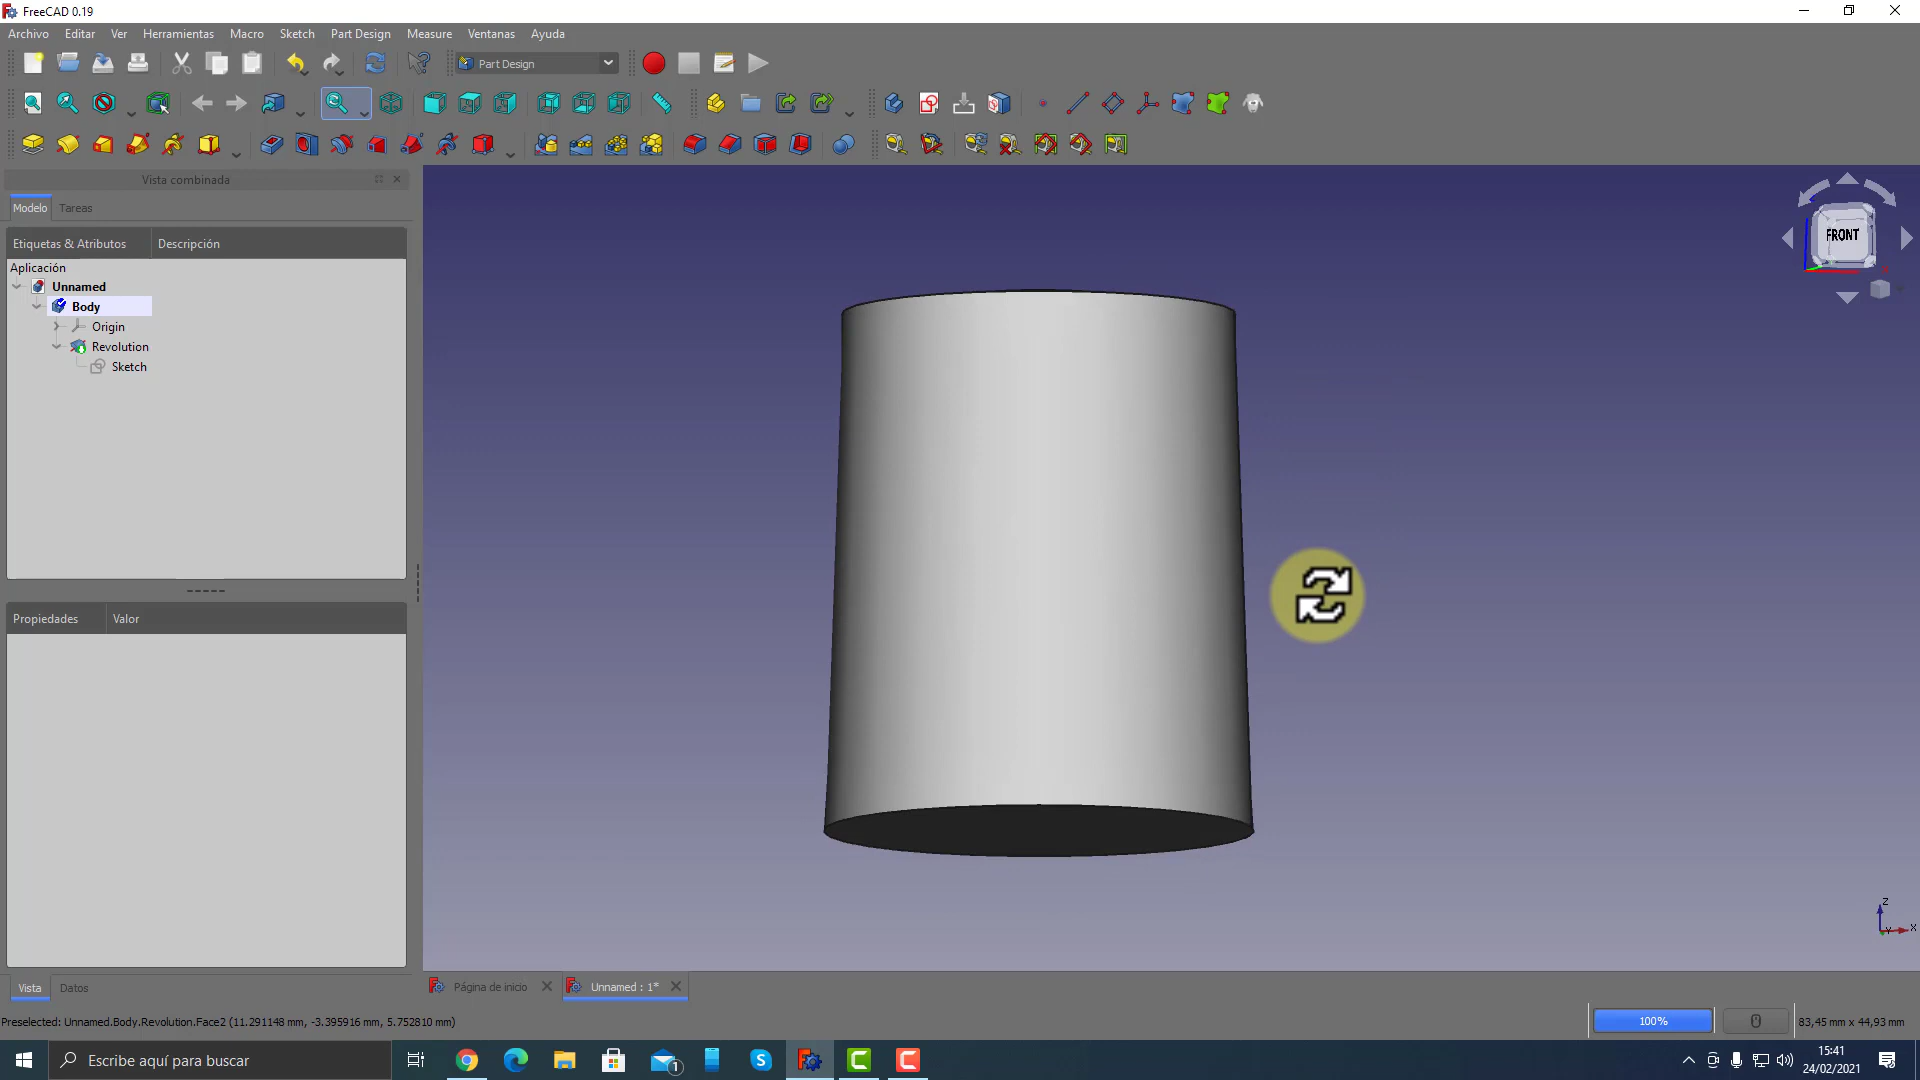 FreeCAD 0.19
Archivo Editar Ver Herramientas Macro Sketch Part Design Measure Ventanas Ayuda
Part Design
Vista combinada
Modelo Tareas
Etiquetas & Atributos Descripción
Aplicación
Unnamed
Body
Origin
Revolution
Sketch
FRONT
Propiedades Valor
Z
Y X
Vista Datos
Página de inicio Unnamed : 1*
Preselected: Unnamed.Body.Revolution.Face2 (11.291148 mm, -3.395916 mm, 5.752810 mm)
100%
83,45 mm x 44,93 mm
Escribe aquí para buscar
1
15:41
24/02/2021